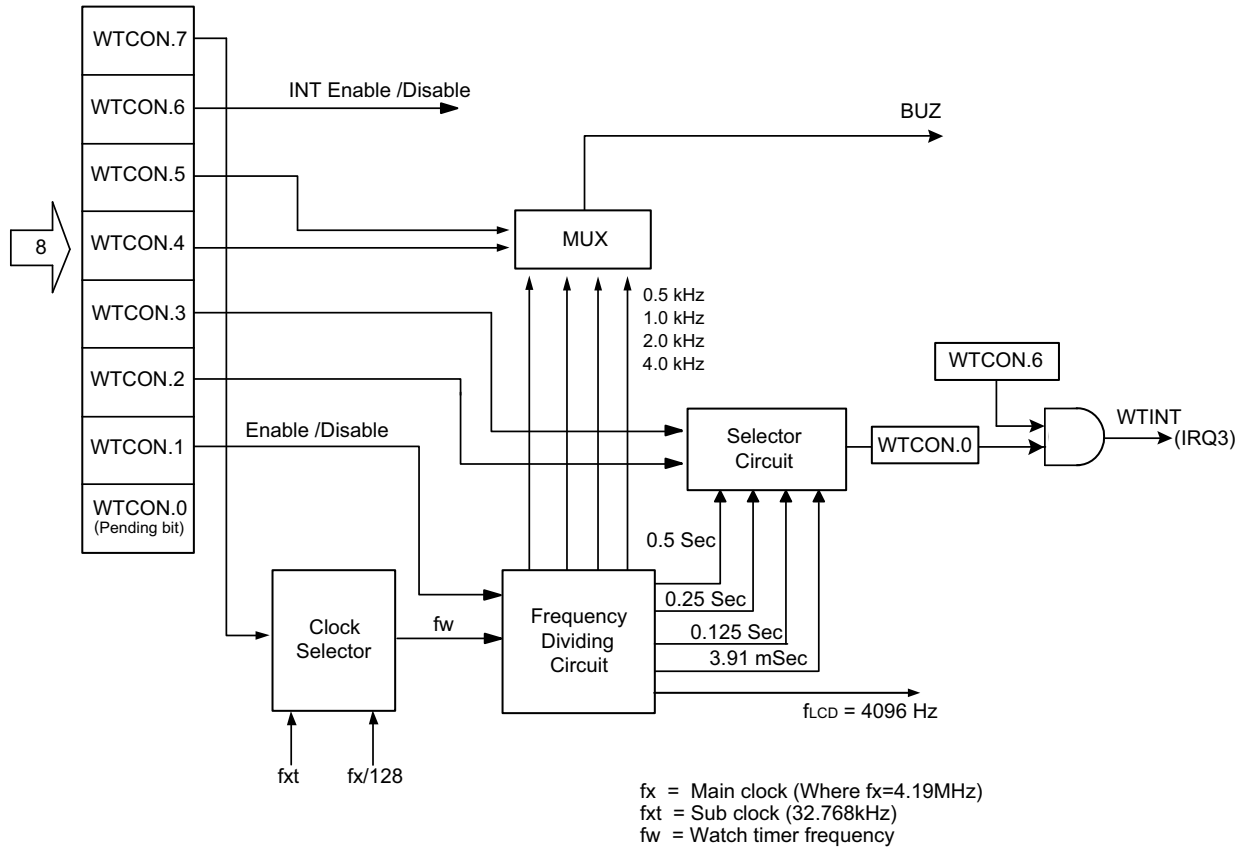 WTCON.7
WTCON.6
INT Enable /Disable
BUZ
WTCON.5
8
WTCON.4
MUX
WTCON.3
0.5 kHz
1.0 kHz
2.0 kHz
4.0 kHz
WTCON.2
WTCON.6
WTCON.1
Enable /Disable
Selector
Circuit
WTCON.0
WTINT
(IRQ3)
WTCON.0
(Pending bit)
0.5 Sec
0.25 Sec
0.125 Sec
3.91 mSec
Clock
Selector
fw
Frequency
Dividing
Circuit
fLCD = 4096 Hz
fxt
fx/128
fx = Main clock (Where fx=4.19MHz)
fxt = Sub clock (32.768kHz)
fw = Watch timer frequency